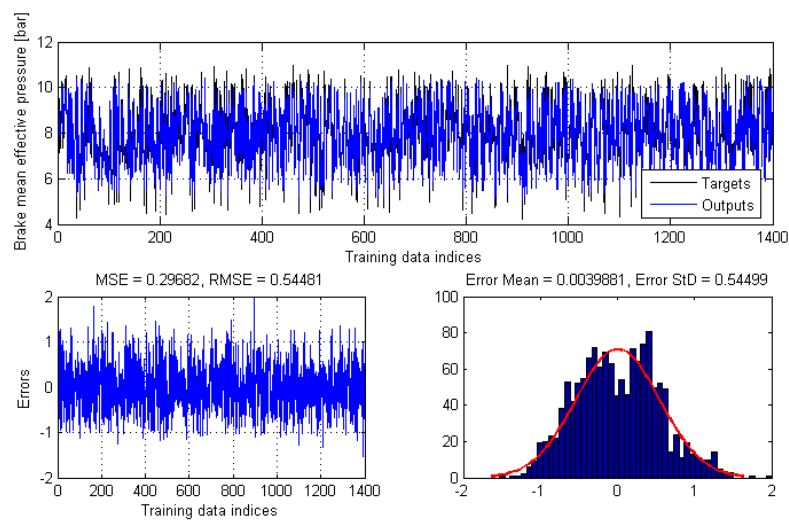 Brake mean effective pressure [bar]
12
10
8
6
4
0 200 400 600 800 1000 1200 1400
Training data indices
Targets
Outputs
MSE = 0.29682, RMSE = 0.54481
Errors
2
1
0
-1
-2
0 200 400 600 800 1000 1200 1400
Training data indices
Error Mean = 0.0039881, Error StD = 0.54499
100
80
60
40
20
0
-2 -1 0 1 2